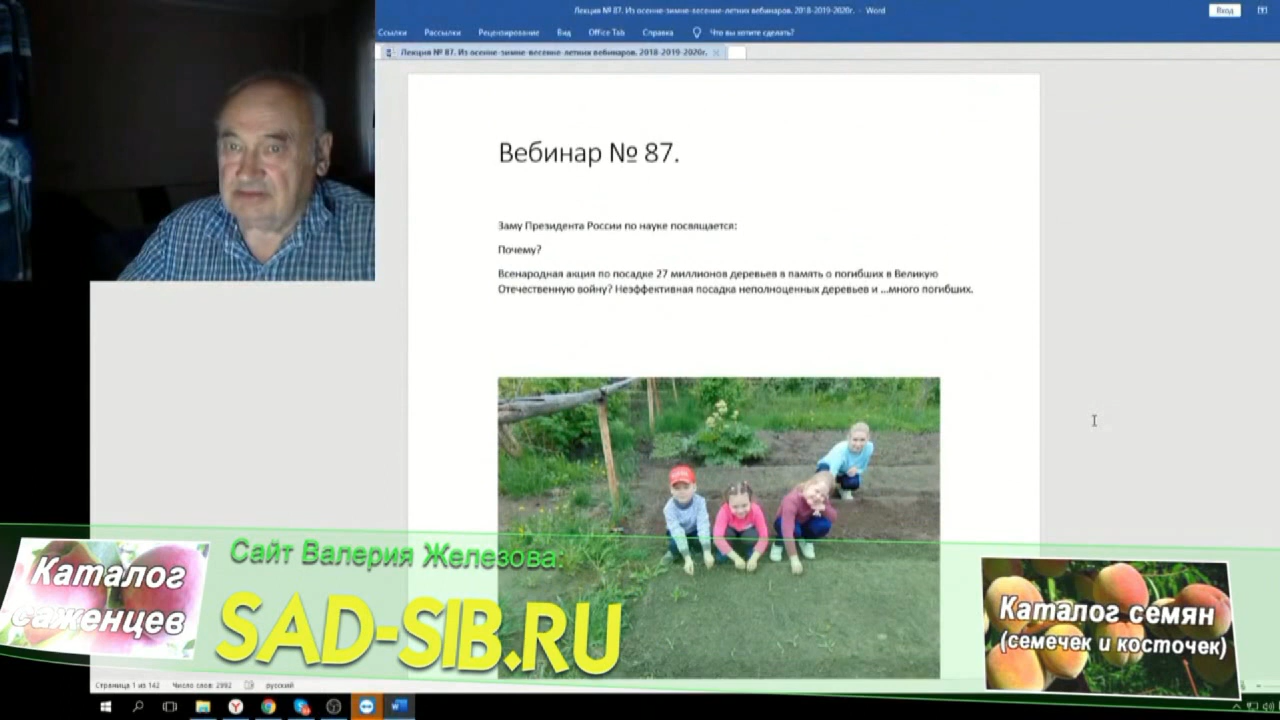 Лекция № 87. Из осенне-зимне-весенне-летних вебинаров. 2018-2019-2020г. - Word
Вход
Ссылки Рассылки Рецензирование Вид Office Tab Справка Что вы хотите сделать?
Лекция № 87. Из осенне-зимне-весенне-летних вебинаров. 2018-2019-2020г.
Вебинар № 87.
Заму Президента России по науке посвящается:
Почему?
Всенародная акция по посадке 27 миллионов деревьев в память о погибших в Великую
Отечественную войну? Неэффективная посадка неполноценных деревьев и ...много погибших.
Сайт Валерия Железова:
SAD-SIB.RU
Каталог
саженцев
Каталог семян
(семечек и косточек)
Страница 1 из 142 Число слов: 2992 русский